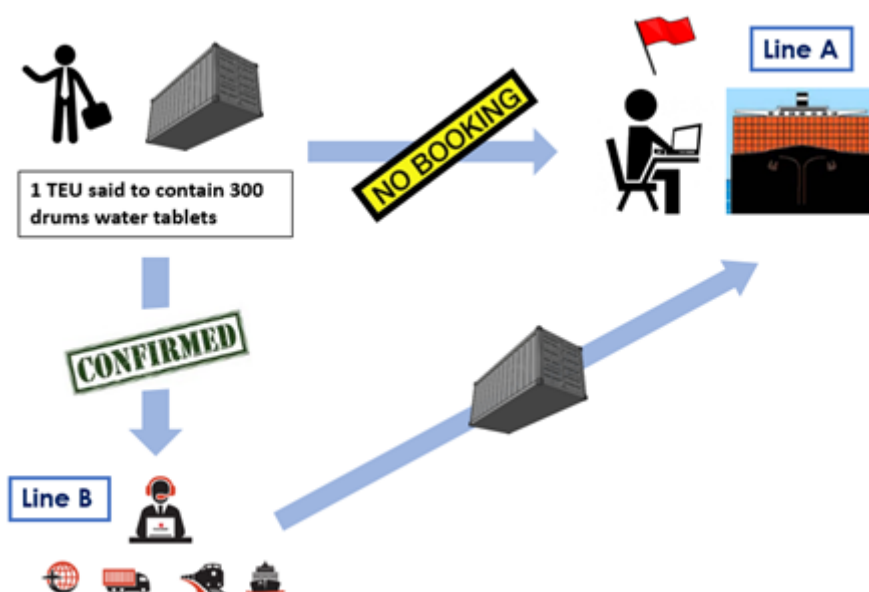 Line A
NO BOOKING
1 TEU said to contain 300
drums water tablets
CONFIRMED
Line B